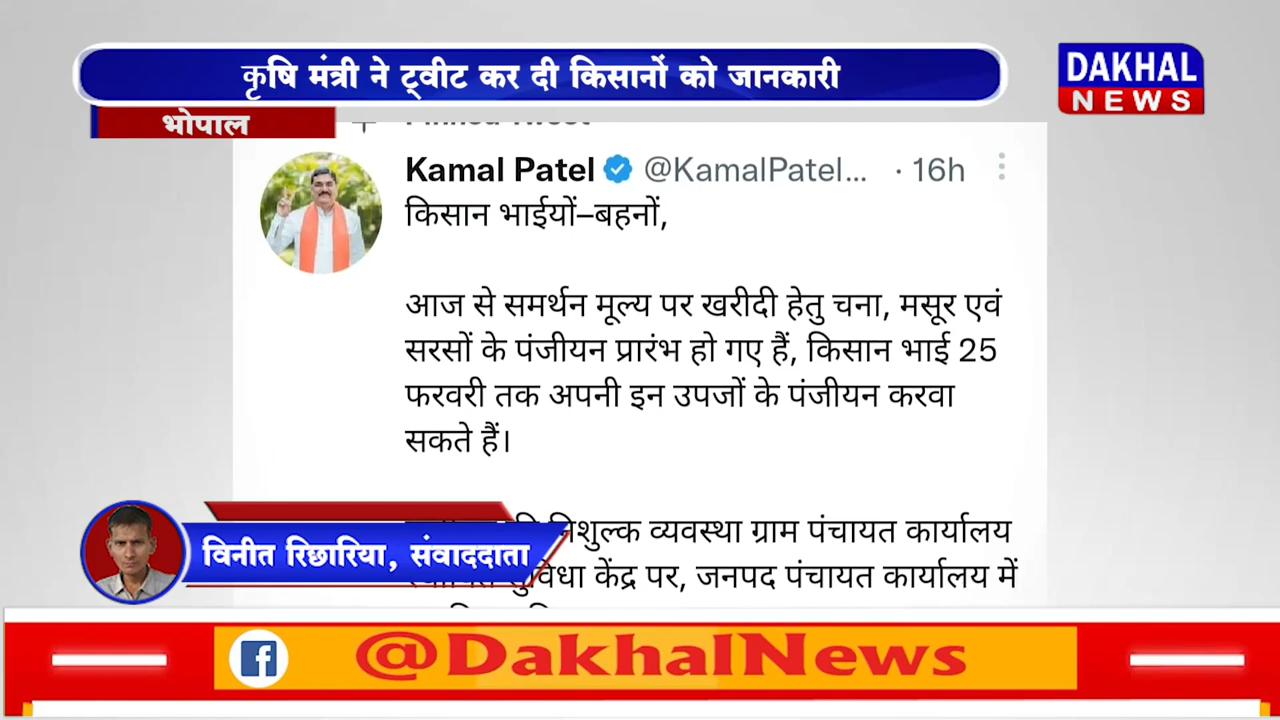 कृषि मंत्री ने ट्वीट कर दी किसानों को जानकारी
DAKHAL
NEWS
भोपाल
Kamal Patel @KamalPatel... · 16h
किसान भाईयों–बहनों,
आज से समर्थन मूल्य पर खरीदी हेतु चना, मसूर एवं
सरसों के पंजीयन प्रारंभ हो गए हैं, किसान भाई 25
फरवरी तक अपनी इन उपजों के पंजीयन करवा
सकते हैं।
निशुल्क व्यवस्था ग्राम पंचायत कार्यालय
सुविधा केंद्र पर, जनपद पंचायत कार्यालय में
विनीत रिछारिया, संवाददाता
@DakhalNews